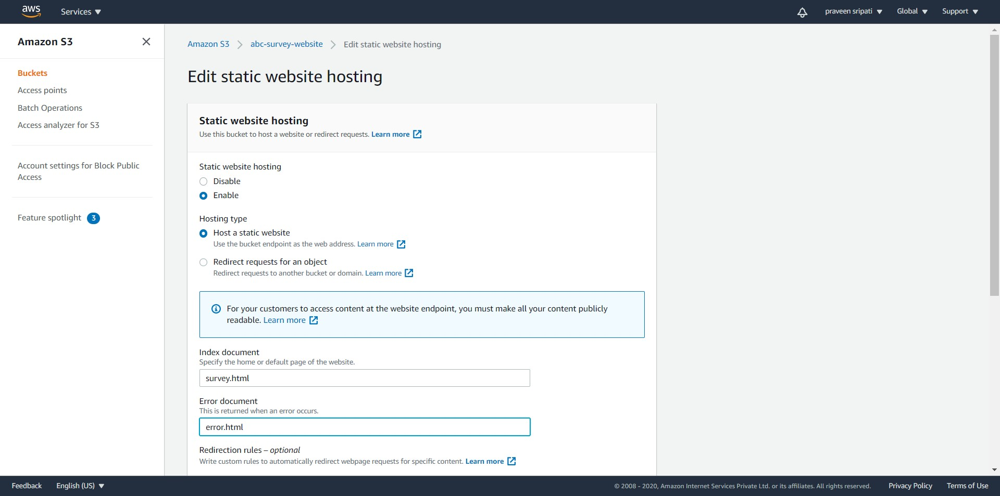 aws
Services
praveen sripati
Global
Support
Amazon S3
Buckets
Access points
Batch Operations
Access analyzer for S3
Account settings for Block Public
Access
Feature spotlight 3
Amazon S3
abc-survey-website
Edit static website hosting
Edit static website hosting
Static website hosting
Use this bucket to host a website or redirect requests. Learn more
Static website hosting
Disable
Enable
Hosting type
Host a static website
Use the bucket endpoint as the web address. Learn more
Redirect requests for an object
Redirect requests to another bucket or domain. Learn more
For your customers to access content at the website endpoint, you must make all your content publicly
readable. Learn more
Index document
Specify the home or default page of the website.
survey.html
Error document
This is returned when an error occurs.
error.html
Redirection rules – optional
Write custom rules to automatically redirect webpage requests for specific content. Learn more
Feedback
English (US)
© 2008 - 2020, Amazon Internet Services Private Ltd. or its affiliates. All rights reserved.
Privacy Policy
Terms of Use